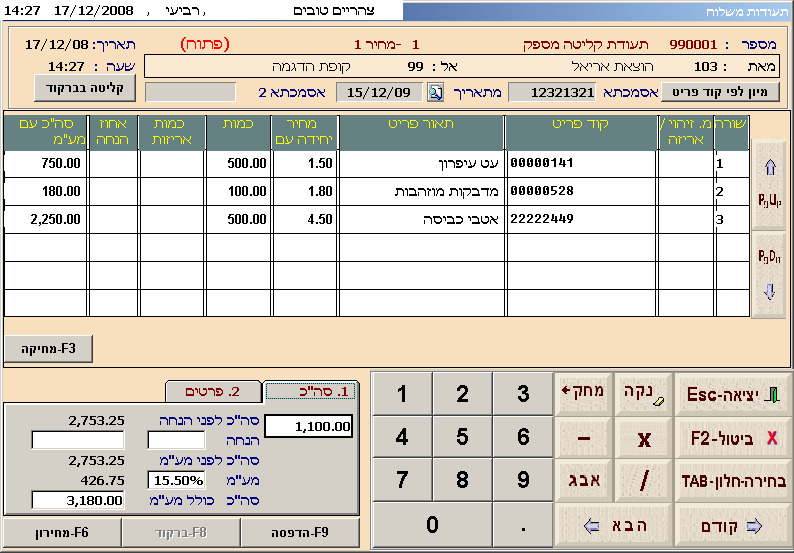 תעודות משלוח
צהריים טובים רביעי , 17/12/2008 , 14:27
מספר : 990001 תעודת קליטה מספק 1 -מחיר 1 (פתוח) תאריך: 17/12/08
מאת : 103 הוצאת אריאל אל : 99 קופת הדגמה שעה : 14:27
מיון לפי קוד פריט אסמכתא 12321321 מתאריך 15/12/09 אסמכתא 2 קליטה בברקוד
שורה מ. זיהוי / אריזה קוד פריט תאור פריט מחיר יחידה עם כמות כמות אריזות אחוז הנחה סה"כ עם מע"מ
1 00000141 עט עיפרון 1.50 500.00 750.00
2 00000528 מדבקות מוזהבות 1.80 100.00 180.00
3 22222449 אטבי כביסה 4.50 500.00 2,250.00
PgUp
PgDn
F3-מחיקה
1. סה"כ 2. פרטים
1,100.00 סה"כ לפני הנחה 2,753.25
הנחה
סה"כ לפני מע"מ 2,753.25
מע"מ 15.50% 426.75
סה"כ כולל מע"מ 3,180.00
F9-הדפסה F8-ברקוד F6-מחירון
1 2 3 מחק נקה יציאה-Esc
4 5 6 - x ביטול-F2 X
7 8 9 אבג / בחירה-חלון-TAB
0 . הבא קודם